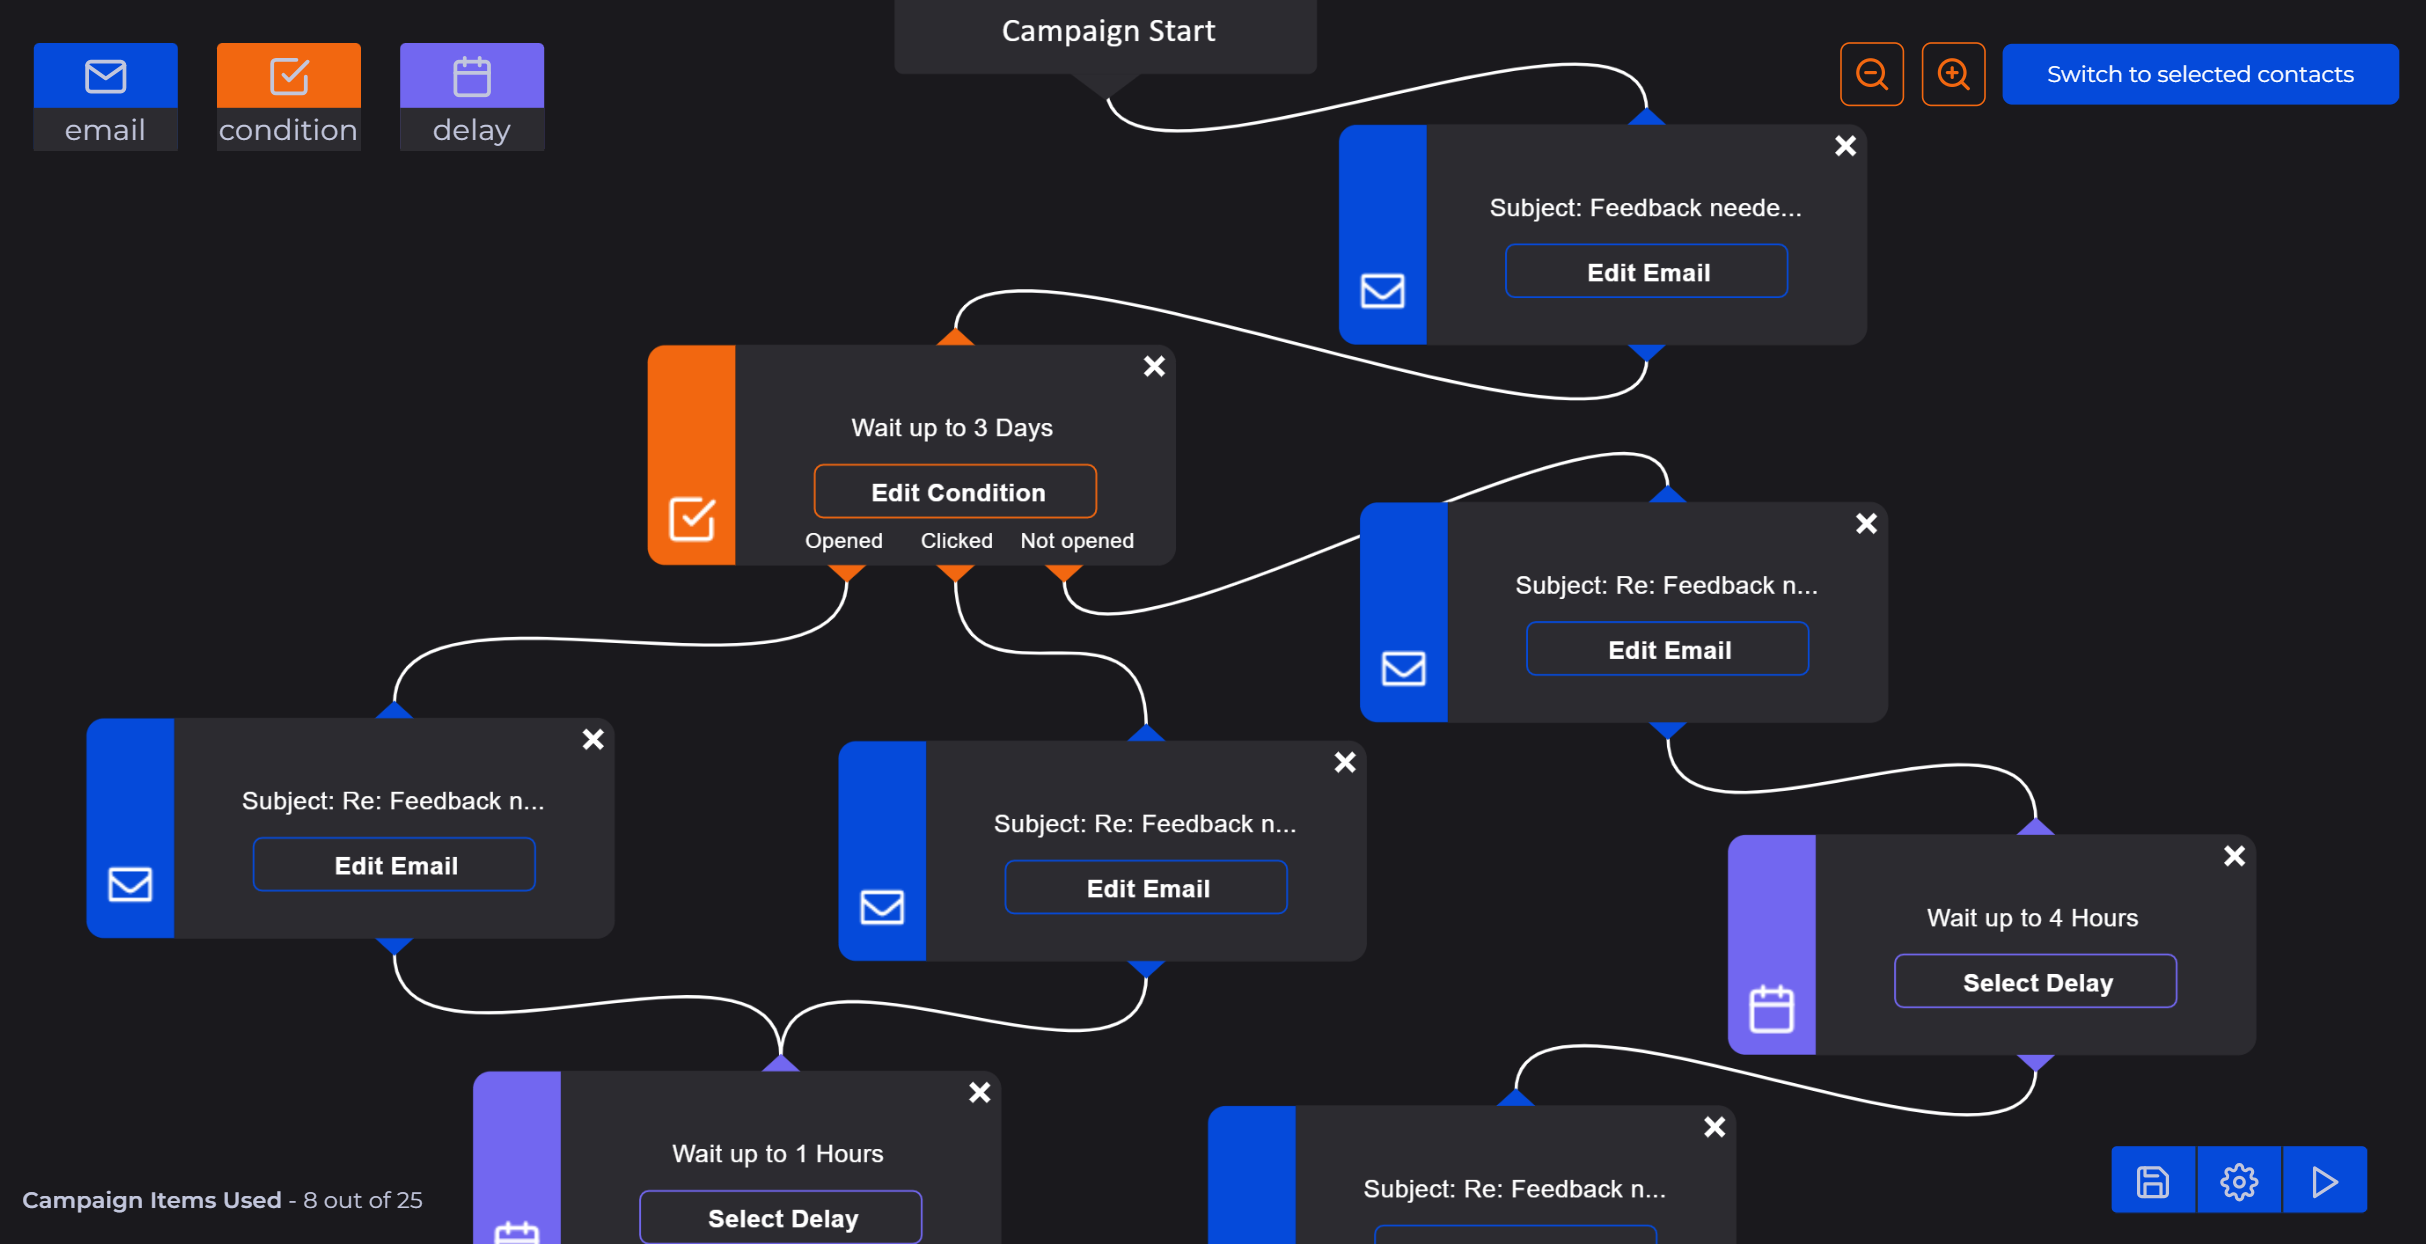 Campaign Start
email
condition
delay
Switch to selected contacts
Subject: Feedback neede...
Edit Email
Wait up to 3 Days
Edit Condition
Opened
Clicked
Not opened
Subject: Re: Feedback n...
Edit Email
Subject: Re: Feedback n...
Edit Email
Subject: Re: Feedback n...
Edit Email
Wait up to 4 Hours
Select Delay
Wait up to 1 Hours
Select Delay
Subject: Re: Feedback n...
Campaign Items Used - 8 out of 25